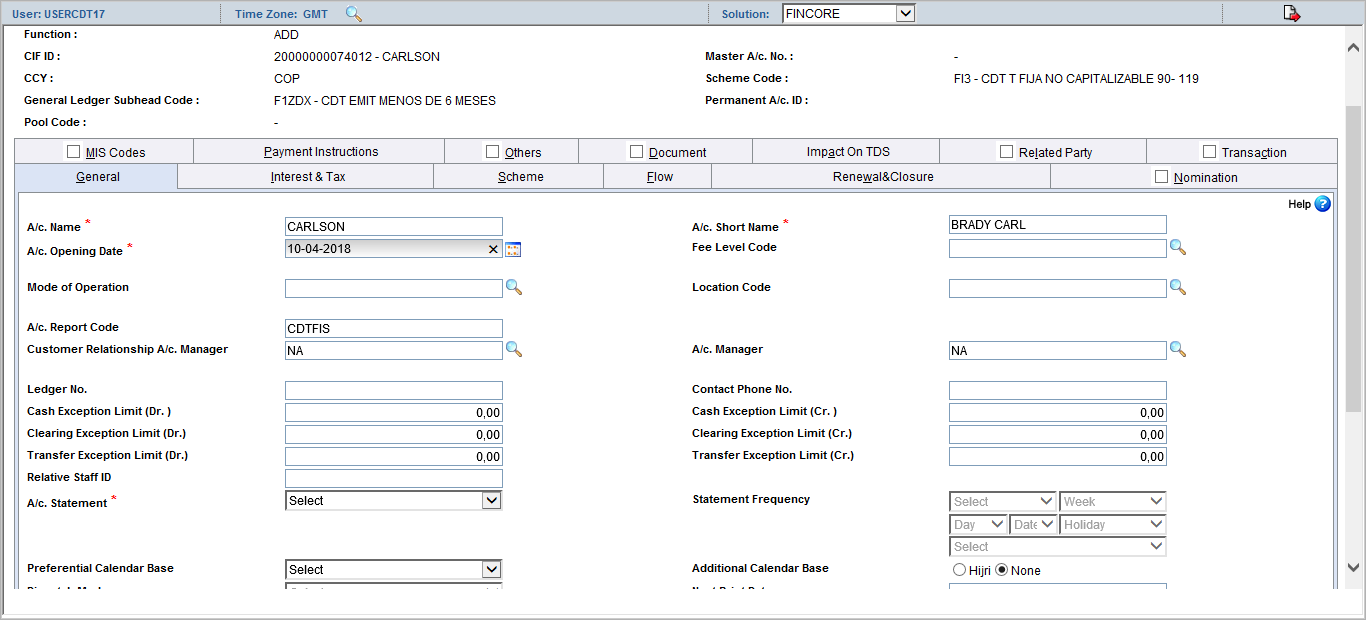 User: USERCDT17 Time Zone: GMT Solution: FINCORE
Function : ADD
CIF ID : 20000000074012 - CARLSON Master A/c. No. : -
CCY : COP Scheme Code : FI3 - CDT T FIJA NO CAPITALIZABLE 90- 119
General Ledger Subhead Code : F1ZDX - CDT EMIT MENOS DE 6 MESES Permanent A/c. ID :
Pool Code : -
MIS Codes Payment Instructions Others Document Impact On TDS Related Party Transaction
General Interest & Tax Scheme Flow Renewal&Closure Nomination
Help ?
A/c. Name * CARLSON A/c. Short Name * BRADY CARL
A/c. Opening Date * 10-04-2018 Fee Level Code
Mode of Operation Location Code
A/c. Report Code CDTFIS
Customer Relationship A/c. Manager NA A/c. Manager NA
Ledger No. Contact Phone No.
Cash Exception Limit (Dr. ) 0,00 Cash Exception Limit (Cr. ) 0,00
Clearing Exception Limit (Dr.) 0,00 Clearing Exception Limit (Cr.) 0,00
Transfer Exception Limit (Dr.) 0,00 Transfer Exception Limit (Cr.) 0,00
Relative Staff ID
A/c. Statement * Select Statement Frequency Select Week
Day Date Holiday
Select
Preferential Calendar Base Select Additional Calendar Base Hijri None